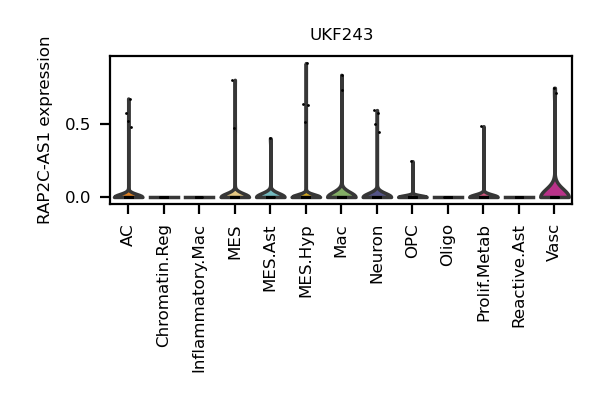 UKF243
RAP2C-AS1 expression
0.5
0.0
AC
Chromatin.Reg
Inflammatory.Mac
MES
MES.Ast
MES.Hyp
Mac
Neuron
OPC
Oligo
Prolif.Metab
Reactive.Ast
Vasc